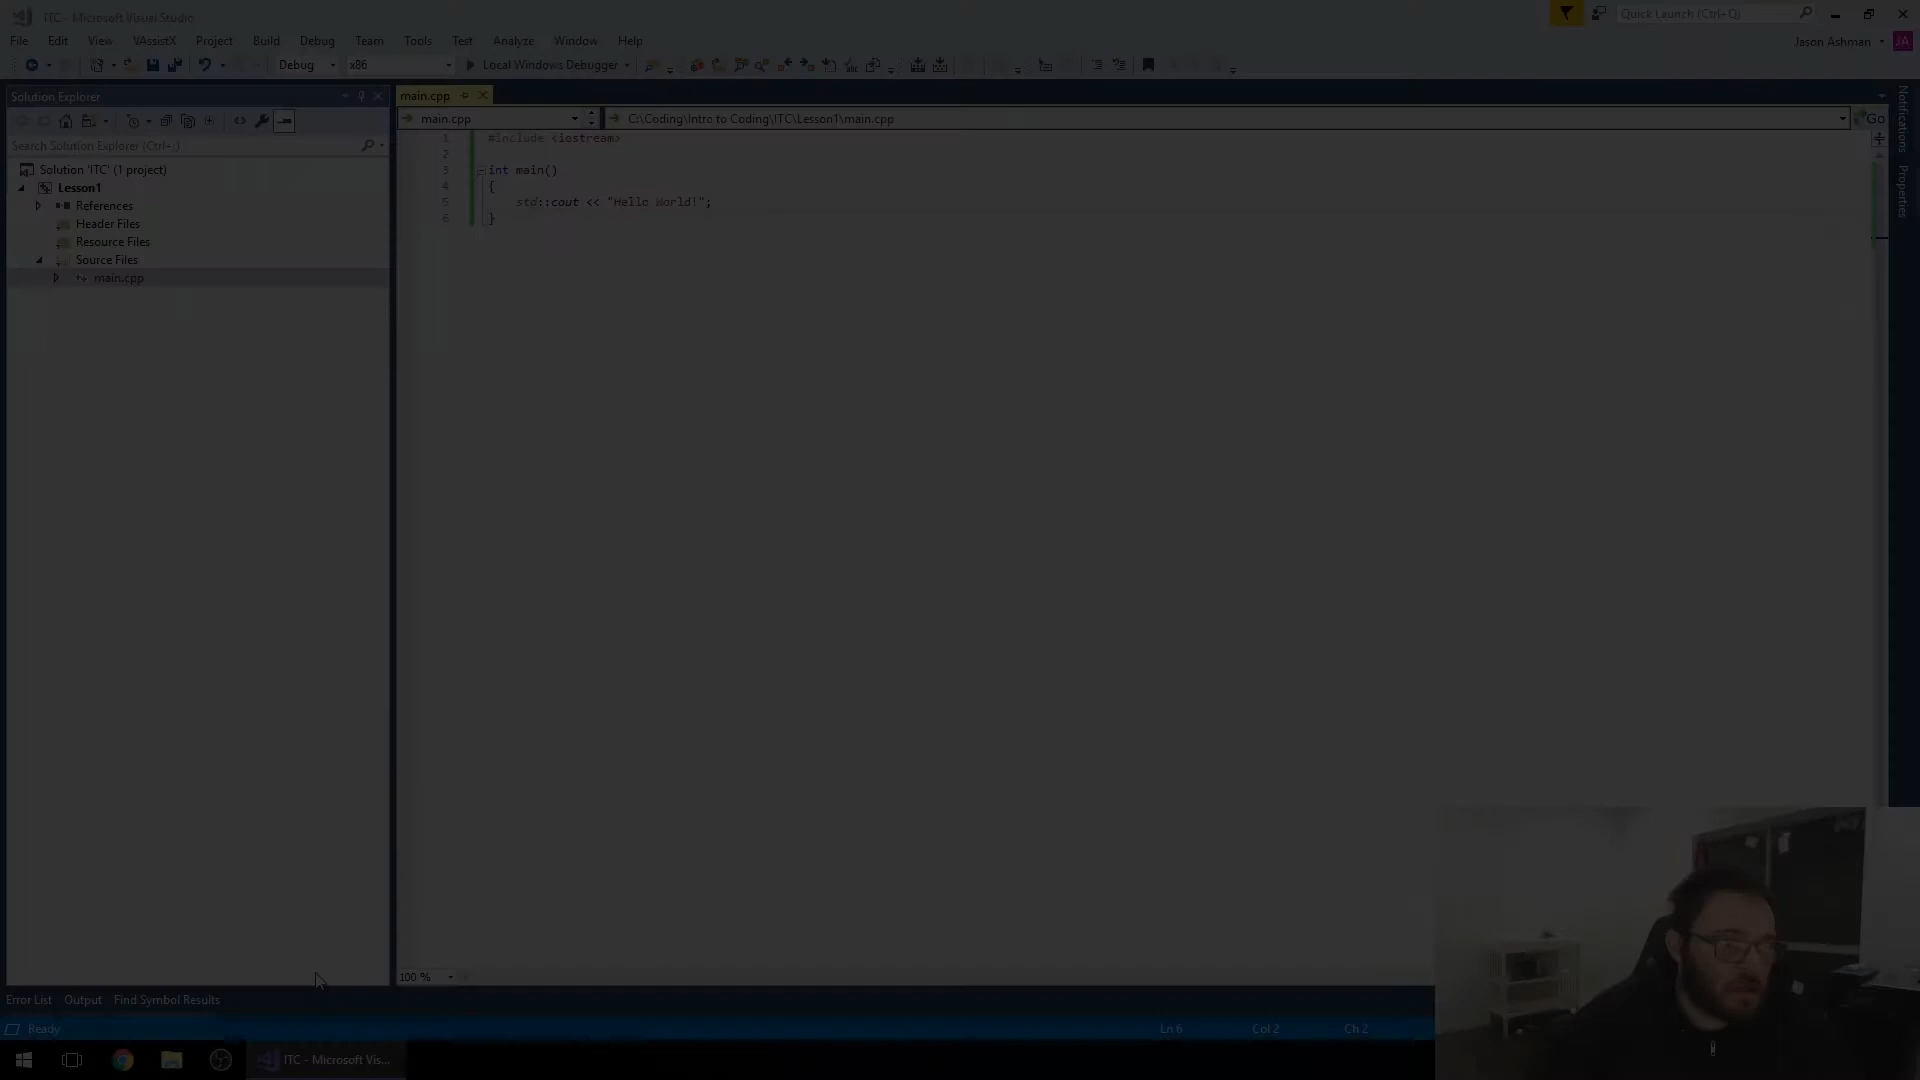 ITC - Microsoft Visual Studio
Quick Launch (Ctrl+Q)
File Edit View VAssistX Project Build Debug Team Tools Test Analyze Window Help
Jason Ashman JA
Debug x86 Local Windows Debugger
Solution Explorer
main.cpp
main.cpp
C:\Coding\Intro to Coding\ITC\Lesson1\main.cpp
Go
Search Solution Explorer (Ctrl+;)
Solution 'ITC' (1 project)
Lesson1
References
Header Files
Resource Files
Source Files
main.cpp
1 #include <iostream>
2
3 int main()
4 {
5 std::cout << "Hello World!";
6 }
Notifications
Properties
100 %
Error List Output Find Symbol Results
Ready
Ln 6 Col 2 Ch 2
ITC - Microsoft Vis...